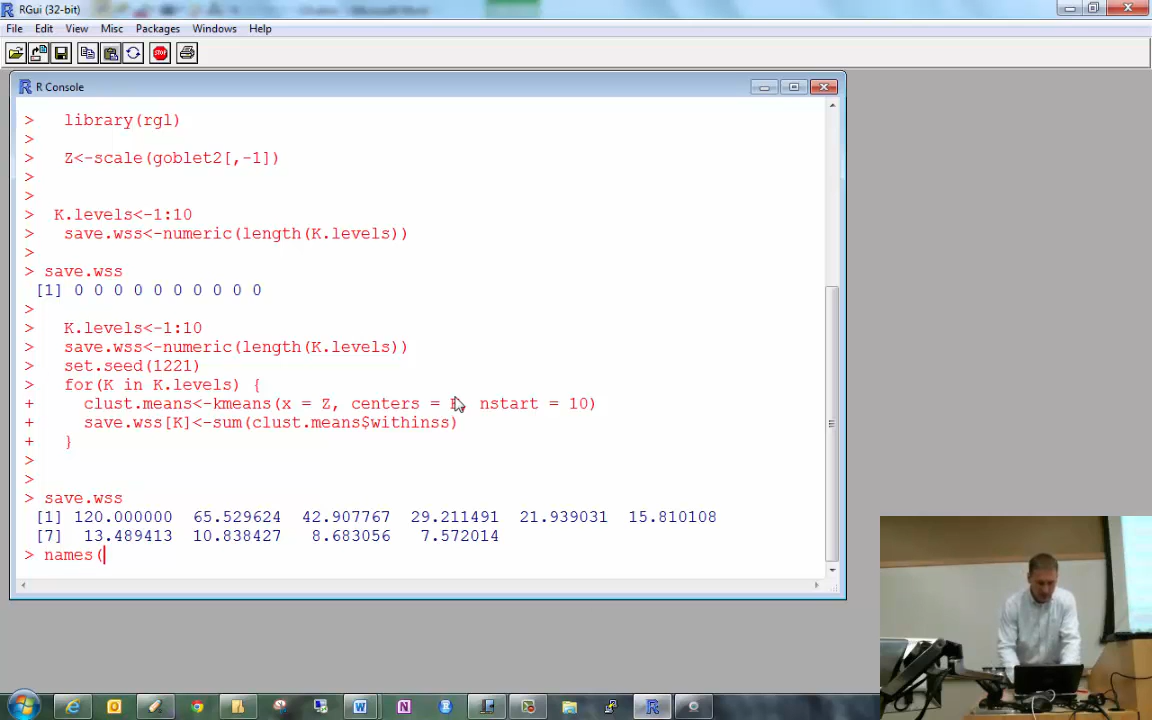 RGui (32-bit)
File Edit View Misc Packages Windows Help
R Console
> library(rgl)
>
> Z<-scale(goblet2[,-1])
>
>
> K.levels<-1:10
> save.wss<-numeric(length(K.levels))
>
> save.wss
[1] 0 0 0 0 0 0 0 0 0 0
>
> K.levels<-1:10
> save.wss<-numeric(length(K.levels))
> set.seed(1221)
> for(K in K.levels) {
+ clust.means<-kmeans(x = Z, centers = , nstart = 10)
+ save.wss[K]<-sum(clust.means$withinss)
+ }
>
>
> save.wss
[1] 120.000000 65.529624 42.907767 29.211491 21.939031 15.810108
[7] 13.489413 10.838427 8.683056 7.572014
> names(